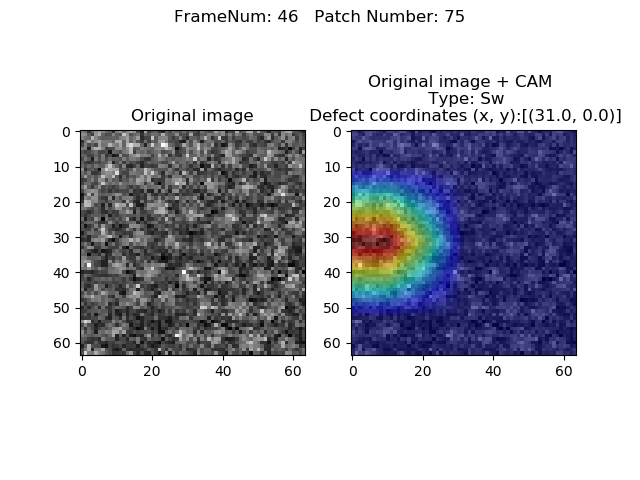 FrameNum: 46   Patch Number: 75
Original image
0
10
20
30
40
50
60
0 20 40 60
Original image + CAM
Type: Sw
Defect coordinates (x, y):[(31.0, 0.0)]
0
10
20
30
40
50
60
0 20 40 60